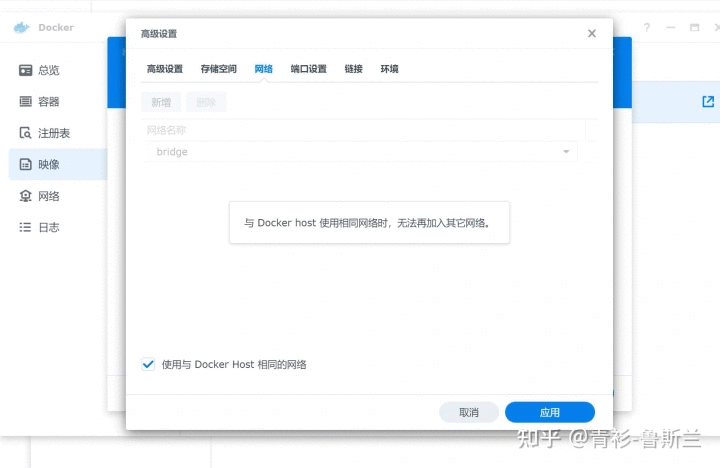 Docker
高级设置
总览
容器
注册表
映像
网络
日志
高级设置 存储空间 网络 端口设置 链接 环境
新增 删除
网络名称
bridge
与 Docker host 使用相同网络时，无法再加入其它网络。
使用与 Docker Host 相同的网络
取消 应用
知乎 @青衫-鲁斯兰